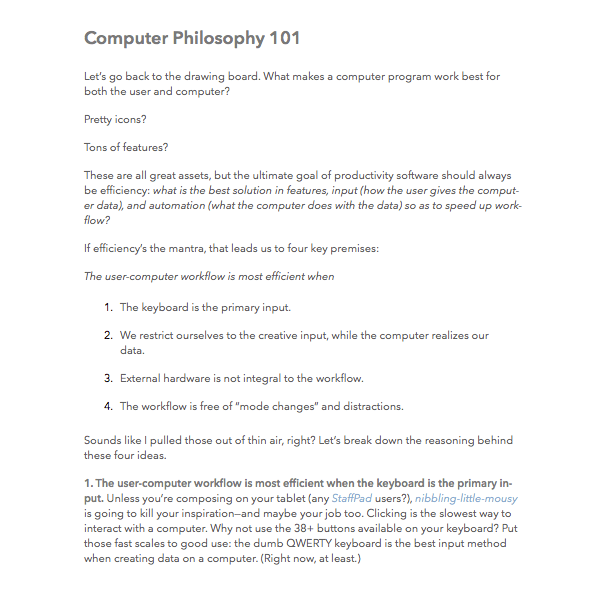 Computer Philosophy 101
Let's go back to the drawing board. What makes a computer program work best for
both the user and computer?
Pretty icons?
Tons of features?
These are all great assets, but the ultimate goal of productivity software should always
be efficiency: what is the best solution in features, input (how the user gives the comput-
er data), and automation (what the computer does with the data) so as to speed up work-
flow?
If efficiency's the mantra, that leads us to four key premises:
The user-computer workflow is most efficient when
1. The keyboard is the primary input.
2. We restrict ourselves to the creative input, while the computer realizes our
data.
3. External hardware is not integral to the workflow.
4. The workflow is free of "mode changes" and distractions.
Sounds like I pulled those out of thin air, right? Let's break down the reasoning behind
these four ideas.
1. The user-computer workflow is most efficient when the keyboard is the primary in-
put. Unless you're composing on your tablet (any StaffPad users?), nibbling-little-mousy
is going to kill your inspiration—and maybe your job too. Clicking is the slowest way to
interact with a computer. Why not use the 38+ buttons available on your keyboard? Put
those fast scales to good use: the dumb QWERTY keyboard is the best input method
when creating data on a computer. (Right now, at least.)